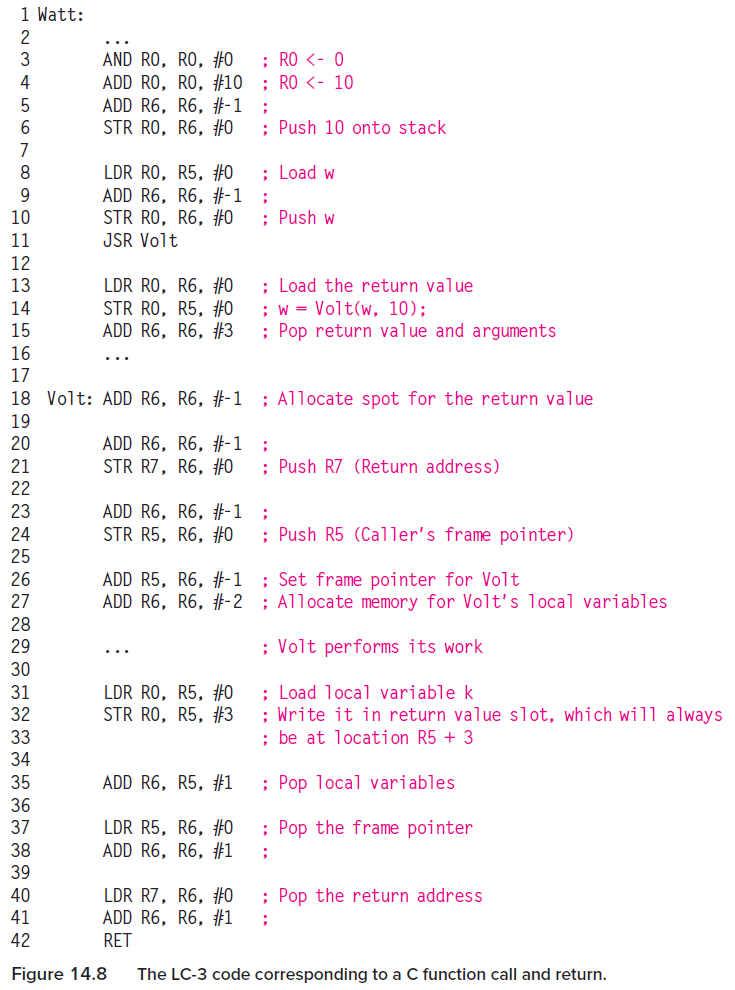 1 Watt:
2 ...
3 AND R0, R0, #0 ; R0 <- 0
4 ADD R0, R0, #10 ; R0 <- 10
5 ADD R6, R6, #-1 ;
6 STR R0, R6, #0 ; Push 10 onto stack
7
8 LDR R0, R5, #0 ; Load w
9 ADD R6, R6, #-1 ;
10 STR R0, R6, #0 ; Push w
11 JSR Volt
12
13 LDR R0, R6, #0 ; Load the return value
14 STR R0, R5, #0 ; w = Volt(w, 10);
15 ADD R6, R6, #3 ; Pop return value and arguments
16 ...
17
18 Volt: ADD R6, R6, #-1 ; Allocate spot for the return value
19
20 ADD R6, R6, #-1 ;
21 STR R7, R6, #0 ; Push R7 (Return address)
22
23 ADD R6, R6, #-1 ;
24 STR R5, R6, #0 ; Push R5 (Caller's frame pointer)
25
26 ADD R5, R6, #-1 ; Set frame pointer for Volt
27 ADD R6, R6, #-2 ; Allocate memory for Volt's local variables
28
29 ... ; Volt performs its work
30
31 LDR R0, R5, #0 ; Load local variable k
32 STR R0, R5, #3 ; Write it in return value slot, which will always
33 ; be at location R5 + 3
34
35 ADD R6, R5, #1 ; Pop local variables
36
37 LDR R5, R6, #0 ; Pop the frame pointer
38 ADD R6, R6, #1 ;
39
40 LDR R7, R6, #0 ; Pop the return address
41 ADD R6, R6, #1 ;
42 RET
Figure 14.8 The LC-3 code corresponding to a C function call and return.